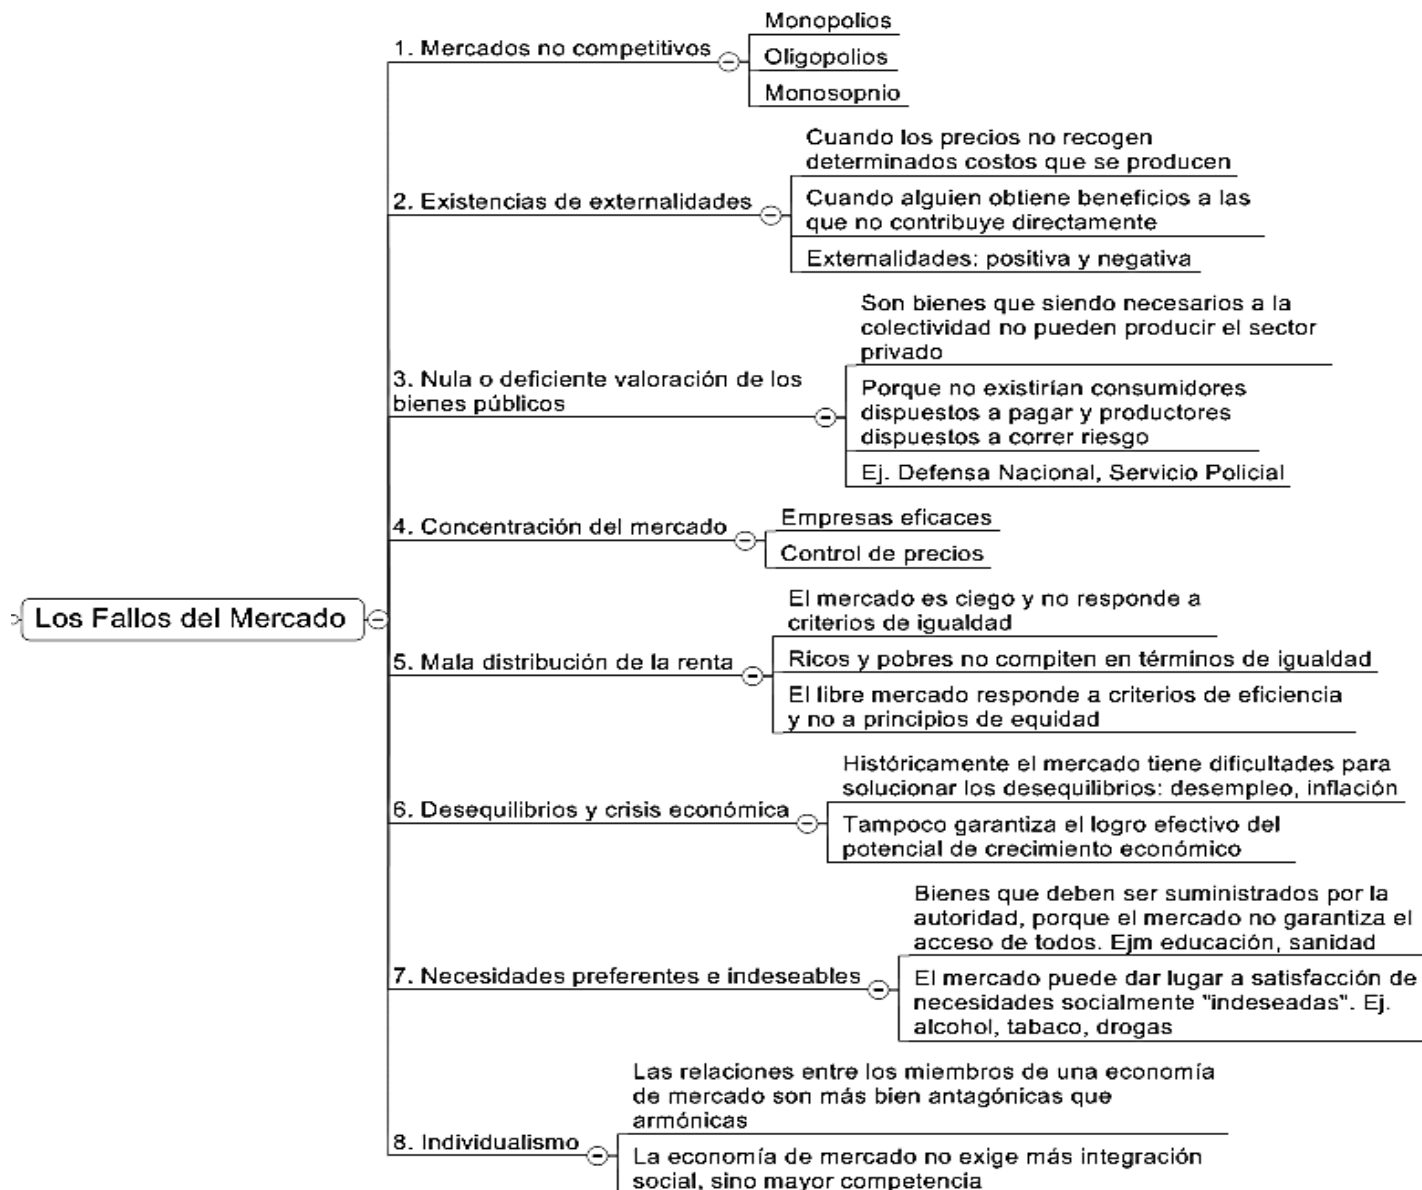 Los Fallos del Mercado
1. Mercados no competitivos
Monopolios
Oligopolios
Monosopnio
2. Existencias de externalidades
Cuando los precios no recogen
determinados costos que se producen
Cuando alguien obtiene beneficios a las
que no contribuye directamente
Externalidades: positiva y negativa
3. Nula o deficiente valoración de los
bienes públicos
Son bienes que siendo necesarios a la
colectividad no pueden producir el sector
privado
Porque no existirían consumidores
dispuestos a pagar y productores
dispuestos a correr riesgo
Ej. Defensa Nacional, Servicio Policial
4. Concentración del mercado
Empresas eficaces
Control de precios
5. Mala distribución de la renta
El mercado es ciego y no responde a
criterios de igualdad
Ricos y pobres no compiten en términos de igualdad
El libre mercado responde a criterios de eficiencia
y no a principios de equidad
6. Desequilibrios y crisis económica
Históricamente el mercado tiene dificultades para
solucionar los desequilibrios: desempleo, inflación
Tampoco garantiza el logro efectivo del
potencial de crecimiento económico
7. Necesidades preferentes e indeseables
Bienes que deben ser suministrados por la
autoridad, porque el mercado no garantiza el
acceso de todos. Ejm educación, sanidad
El mercado puede dar lugar a satisfacción de
necesidades socialmente "indeseadas". Ej.
alcohol, tabaco, drogas
8. Individualismo
Las relaciones entre los miembros de una economía
de mercado son más bien antagónicas que
armónicas
La economía de mercado no exige más integración
social, sino mayor competencia